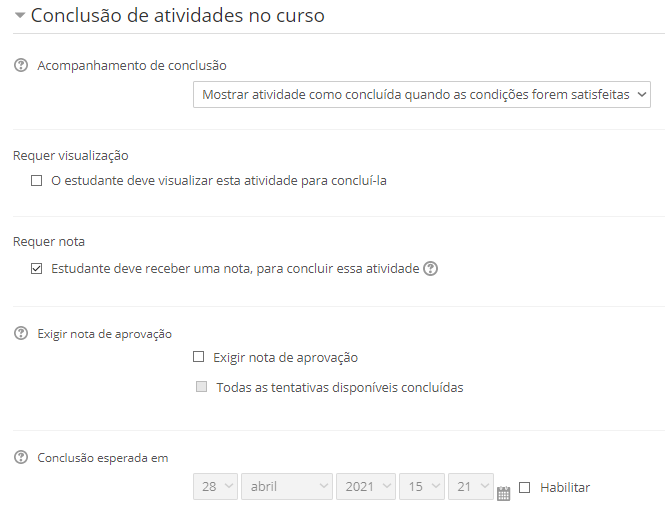 Conclusão de atividades no curso
Acompanhamento de conclusão
Mostrar atividade como concluída quando as condições forem satisfeitas
Requer visualização
O estudante deve visualizar esta atividade para concluí-la
Requer nota
Estudante deve receber uma nota, para concluir essa atividade
Exigir nota de aprovação
Exigir nota de aprovação
Todas as tentativas disponíveis concluídas
Conclusão esperada em
28 abril 2021 15 21 Habilitar